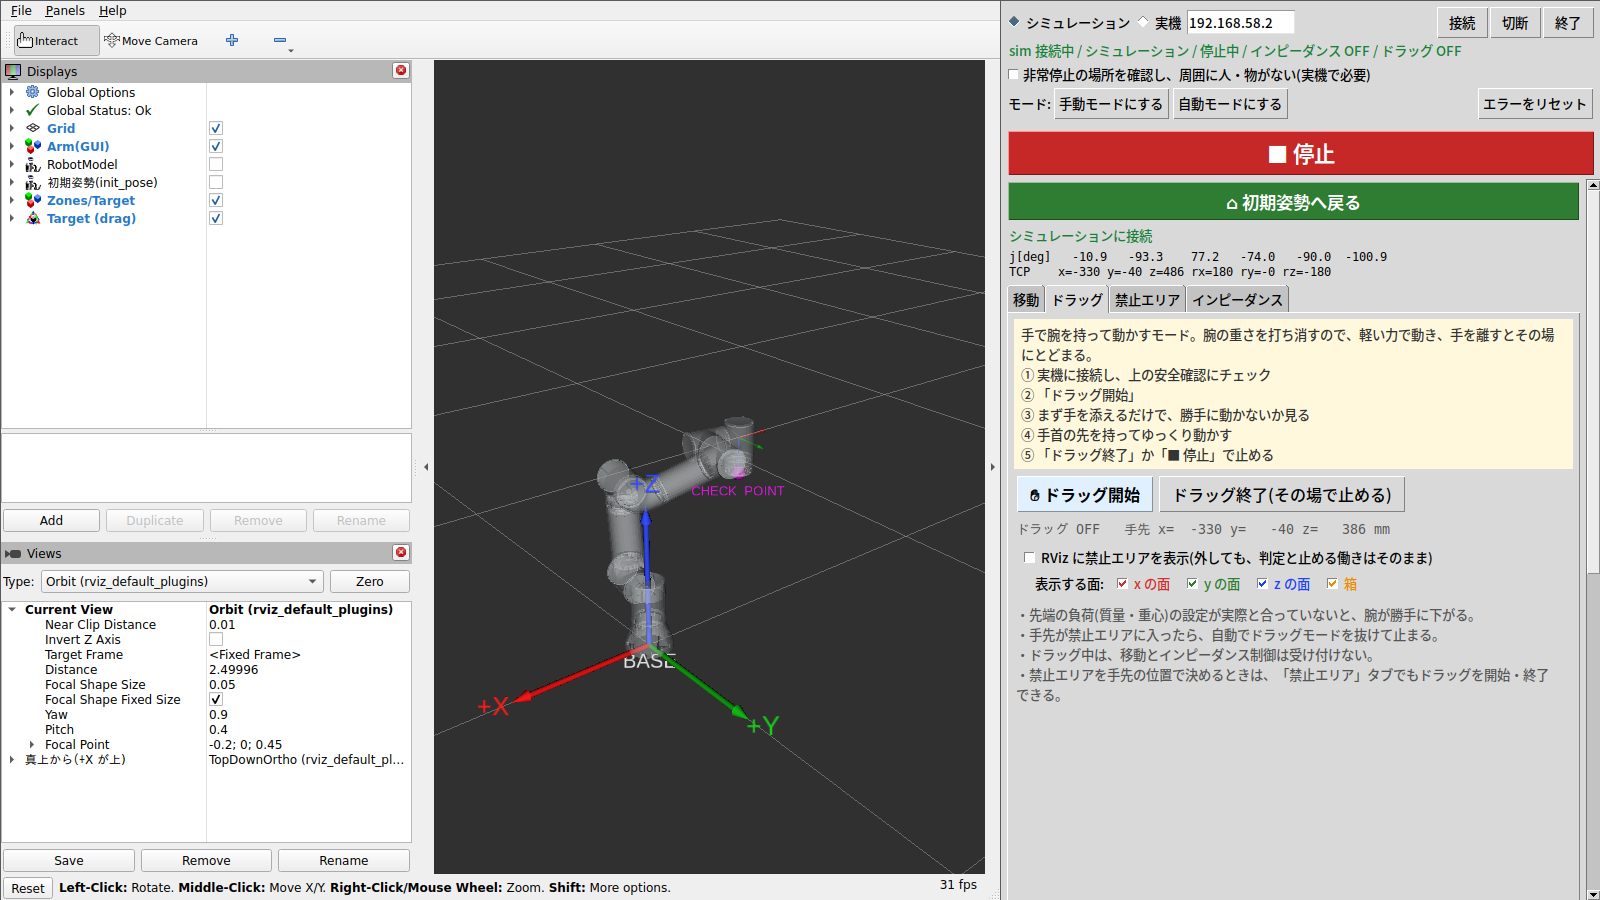 File Panels Help
Interact Move Camera
Displays
Global Options
Global Status: Ok
Grid
Arm(GUI)
RobotModel
初期姿勢(init_pose)
Zones/Target
Target (drag)
Add Duplicate Remove Rename
Views
Type: Orbit (rviz_default_plugins) Zero
Current View Orbit (rviz_default_plugins)
Near Clip Distance 0.01
Invert Z Axis
Target Frame <Fixed Frame>
Distance 2.49996
Focal Shape Size 0.05
Focal Shape Fixed Size
Yaw 0.9
Pitch 0.4
Focal Point -0.2; 0; 0.45
真上から(+X が上) TopDownOrtho (rviz_default_pl...
Save Remove Rename
Reset Left-Click: Rotate. Middle-Click: Move X/Y. Right-Click/Mouse Wheel: Zoom. Shift: More options.
31 fps
+Z
CHECK POINT
BASE
+X
+Y
シミュレーション 実機 192.168.58.2 接続 切断 終了
sim 接続中 / シミュレーション / 停止中 / インピーダンス OFF / ドラッグ OFF
非常停止の場所を確認し、周囲に人・物がない(実機で必要)
モード: 手動モードにする 自動モードにする エラーをリセット
■ 停止
⌂ 初期姿勢へ戻る
シミュレーションに接続
j[deg] -10.9 -93.3 77.2 -74.0 -90.0 -100.9
TCP x=-330 y=-40 z=486 rx=180 ry=-0 rz=-180
移動 ドラッグ 禁止エリア インピーダンス
手で腕を持って動かすモード。腕の重さを打ち消すので、軽い力で動き、手を離すとその場
にとどまる。
① 実機に接続し、上の安全確認にチェック
② 「ドラッグ開始」
③ まず手を添えるだけで、勝手に動かないか見る
④ 手首の先を持ってゆっくり動かす
⑤ 「ドラッグ終了」か「■ 停止」で止める
ドラッグ開始 ドラッグ終了(その場で止める)
ドラッグ OFF 手先 x= -330 y= -40 z= 386 mm
RViz に禁止エリアを表示(外しても、判定と止める働きはそのまま)
表示する面: x の面 y の面 z の面 箱
・先端の負荷(質量・重心)の設定が実際と合っていないと、腕が勝手に下がる。
・手先が禁止エリアに入ったら、自動でドラッグモードを抜けて止まる。
・ドラッグ中は、移動とインピーダンス制御は受け付けない。
・禁止エリアを手先の位置で決めるときは、「禁止エリア」タブでもドラッグを開始・終了
できる。